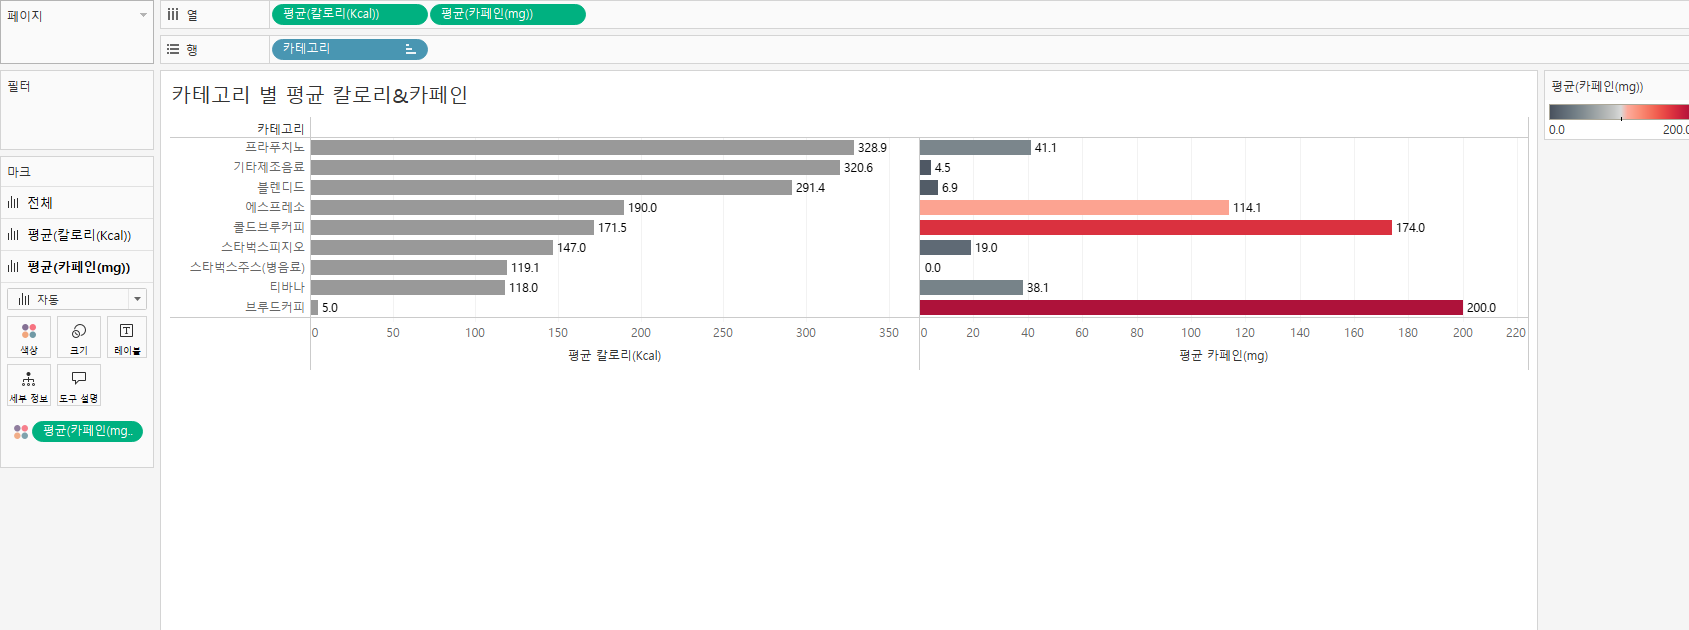 페이지
열
평균(칼로리(Kcal))
평균(카페인(mg))
행
카테고리
필터
마크
전체
평균(칼로리(Kcal))
평균(카페인(mg))
자동
색상
크기
레이블
세부 정보
도구 설명
평균(카페인(mg..
카테고리 별 평균 칼로리&카페인
카테고리
프라푸치노 328.9 41.1
기타제조음료 320.6 4.5
블렌디드 291.4 6.9
에스프레소 190.0 114.1
콜드브루커피 171.5 174.0
스타벅스피지오 147.0 19.0
스타벅스주스(병음료) 119.1 0.0
티바나 118.0 38.1
브루드커피 5.0 200.0
0 50 100 150 200 250 300 350
0 20 40 60 80 100 120 140 160 180 200 220
평균 칼로리(Kcal)
평균 카페인(mg)
평균(카페인(mg))
0.0 200.0